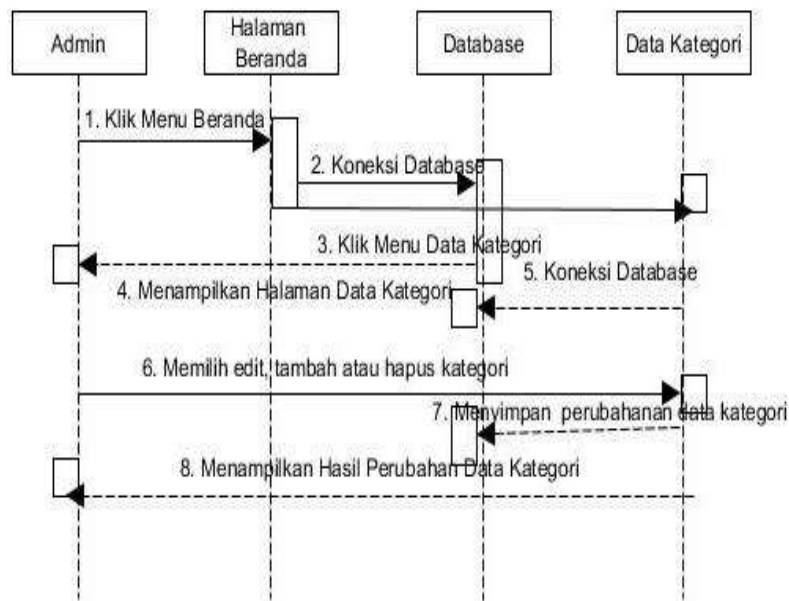 Admin
Halaman
Beranda
Database
Data Kategori
1. Klik Menu Beranda
2. Koneksi Database
3. Klik Menu Data Kategori
5. Koneksi Database
4. Menampilkan Halaman Data Kategori
6. Memilih edit, tambah atau hapus kategori
7. Menyimpan perubahanan data kategori
8. Menampilkan Hasil Perubahan Data Kategori